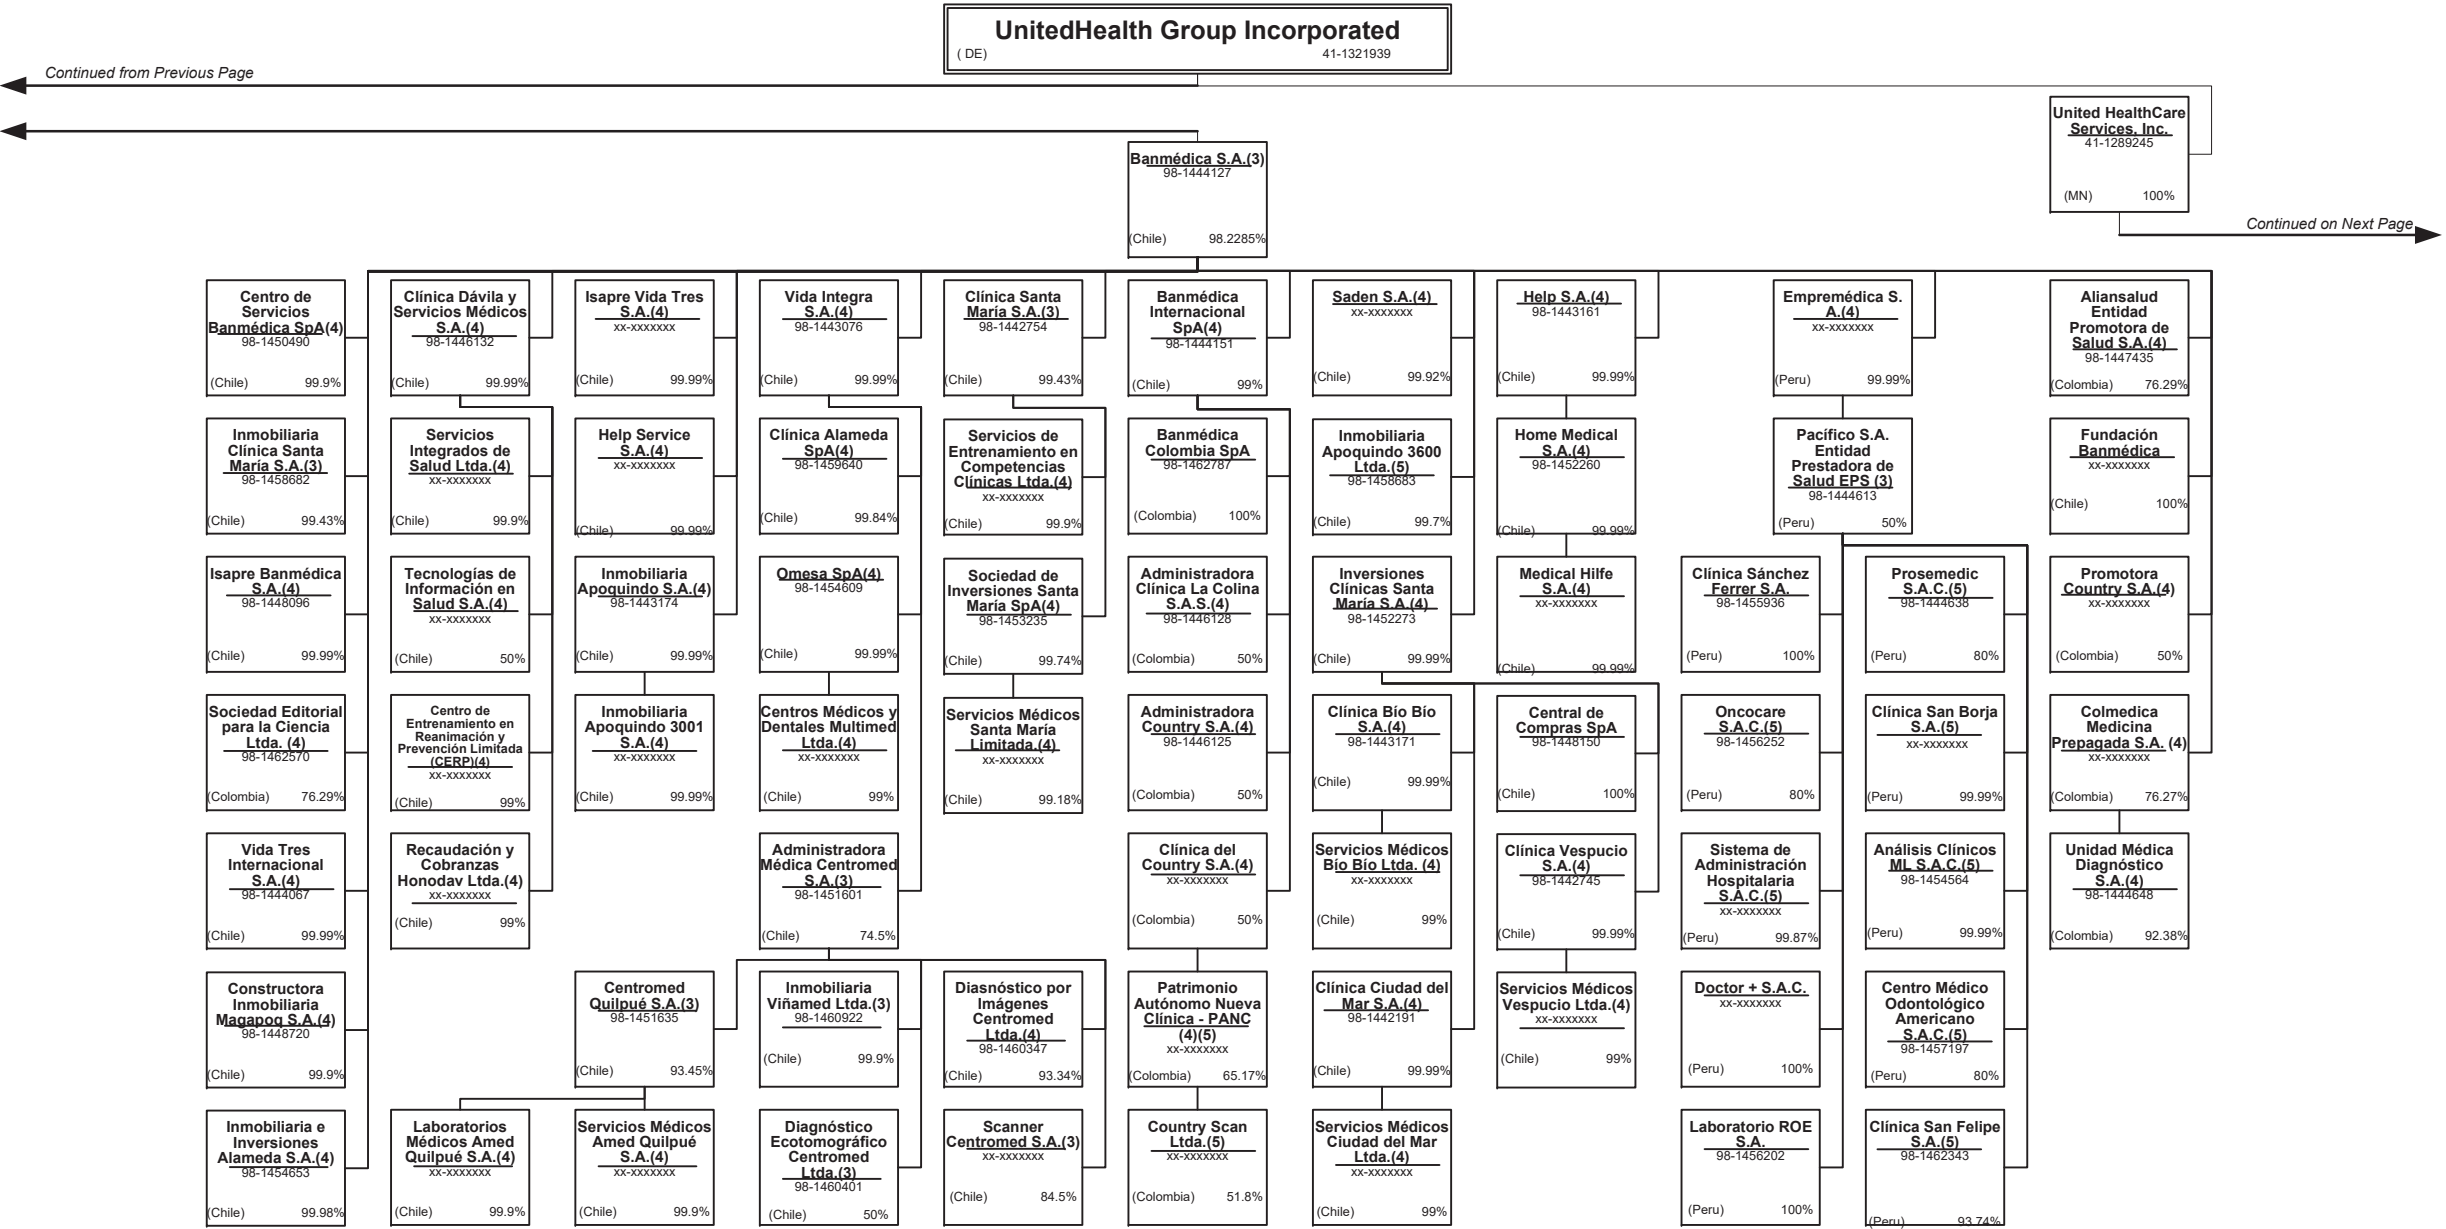 UnitedHealth Group Incorporated
( DE) 41-1321939
Continued from Previous Page
United HealthCare
Services, Inc.
41-1289245
(MN) 100%
Continued on Next Page
Banmédica S.A.(3)
98-1444127
(Chile) 98.2285%
Centro de
Servicios
Banmédica SpA(4)
98-1450490
(Chile) 99.9%
Clínica Dávila y
Servicios Médicos
S.A.(4)
98-1446132
(Chile) 99.99%
Isapre Vida Tres
S.A.(4)
xx-xxxxxxx
(Chile) 99.99%
Vida Integra
S.A.(4)
98-1443076
(Chile) 99.99%
Clínica Santa
María S.A.(3)
98-1442754
(Chile) 99.43%
Banmédica
Internacional
SpA(4)
98-1444151
(Chile) 99%
Saden S.A.(4)
xx-xxxxxxx
(Chile) 99.92%
Help S.A.(4)
98-1443161
(Chile) 99.99%
Empremédica S.
A.(4)
xx-xxxxxxx
(Peru) 99.99%
Aliansalud
Entidad
Promotora de
Salud S.A.(4)
98-1447435
(Colombia) 76.29%
Inmobiliaria
Clínica Santa
María S.A.(3)
98-1458682
(Chile) 99.43%
Servicios
Integrados de
Salud Ltda.(4)
xx-xxxxxxx
(Chile) 99.9%
Help Service
S.A.(4)
xx-xxxxxxx
(Chile) 99.99%
Clínica Alameda
SpA(4)
98-1459640
(Chile) 99.84%
Servicios de
Entrenamiento en
Competencias
Clínicas Ltda.(4)
xx-xxxxxxx
(Chile) 99.9%
Banmédica
Colombia SpA
98-1462787
(Colombia) 100%
Inmobiliaria
Apoquindo 3600
Ltda.(5)
98-1458683
(Chile) 99.7%
Home Medical
S.A.(4)
98-1452260
(Chile) 99.99%
Pacífico S.A.
Entidad
Prestadora de
Salud EPS (3)
98-1444613
(Peru) 50%
Fundación
Banmédica
xx-xxxxxxx
(Chile) 100%
Isapre Banmédica
S.A.(4)
98-1448096
(Chile) 99.99%
Tecnologías de
Información en
Salud S.A.(4)
xx-xxxxxxx
(Chile) 50%
Inmobiliaria
Apoquindo S.A.(4)
98-1443174
(Chile) 99.99%
Omesa SpA(4)
98-1454609
(Chile) 99.99%
Sociedad de
Inversiones Santa
María SpA(4)
98-1453235
(Chile) 99.74%
Administradora
Clínica La Colina
S.A.S.(4)
98-1446128
(Colombia) 50%
Inversiones
Clínicas Santa
María S.A.(4)
98-1452273
(Chile) 99.99%
Medical Hilfe
S.A.(4)
xx-xxxxxxx
(Chile) 99.99%
Clínica Sánchez
Ferrer S.A.
98-1455936
(Peru) 100%
Prosemedic
S.A.C.(5)
98-1444638
(Peru) 80%
Promotora
Country S.A.(4)
xx-xxxxxxx
(Colombia) 50%
Sociedad Editorial
para la Ciencia
Ltda. (4)
98-1462570
(Colombia) 76.29%
Centro de
Entrenamiento en
Reanimación y
Prevención Limitada
(CERP)(4)
xx-xxxxxxx
(Chile) 99%
Inmobiliaria
Apoquindo 3001
S.A.(4)
xx-xxxxxxx
(Chile) 99.99%
Centros Médicos y
Dentales Multimed
Ltda.(4)
xx-xxxxxxx
(Chile) 99%
Servicios Médicos
Santa María
Limitada.(4)
xx-xxxxxxx
(Chile) 99.18%
Administradora
Country S.A.(4)
98-1446125
(Colombia) 50%
Clínica Bío Bío
S.A.(4)
98-1443171
(Chile) 99.99%
Central de
Compras SpA
98-1448150
(Chile) 100%
Oncocare
S.A.C.(5)
98-1456252
(Peru) 80%
Clínica San Borja
S.A.(5)
xx-xxxxxxx
(Peru) 99.99%
Colmedica
Medicina
Prepagada S.A. (4)
xx-xxxxxxx
(Colombia) 76.27%
Vida Tres
Internacional
S.A.(4)
98-1444067
(Chile) 99.99%
Recaudación y
Cobranzas
Honodav Ltda.(4)
xx-xxxxxxx
(Chile) 99%
Administradora
Médica Centromed
S.A.(3)
98-1451601
(Chile) 74.5%
Clínica del
Country S.A.(4)
xx-xxxxxxx
(Colombia) 50%
Servicios Médicos
Bío Bío Ltda. (4)
xx-xxxxxxx
(Chile) 99%
Clínica Vespucio
S.A.(4)
98-1442745
(Chile) 99.99%
Sistema de
Administración
Hospitalaria
S.A.C.(5)
xx-xxxxxxx
(Peru) 99.87%
Análisis Clínicos
ML S.A.C.(5)
98-1454564
(Peru) 99.99%
Unidad Médica
Diagnóstico
S.A.(4)
98-1444648
(Colombia) 92.38%
Constructora
Inmobiliaria
Magapoq S.A.(4)
98-1448720
(Chile) 99.9%
Centromed
Quilpué S.A.(3)
98-1451635
(Chile) 93.45%
Inmobiliaria
Viñamed Ltda.(3)
98-1460922
(Chile) 99.9%
Diasnóstico por
Imágenes
Centromed
Ltda.(4)
98-1460347
(Chile) 93.34%
Patrimonio
Autónomo Nueva
Clínica - PANC
(4)(5)
xx-xxxxxxx
(Colombia) 65.17%
Clínica Ciudad del
Mar S.A.(4)
98-1442191
(Chile) 99.99%
Servicios Médicos
Vespucio Ltda.(4)
xx-xxxxxxx
(Chile) 99%
Doctor + S.A.C.
xx-xxxxxxx
(Peru) 100%
Centro Médico
Odontológico
Americano
S.A.C.(5)
98-1457197
(Peru) 80%
Inmobiliaria e
Inversiones
Alameda S.A.(4)
98-1454653
(Chile) 99.98%
Laboratorios
Médicos Amed
Quilpué S.A.(4)
xx-xxxxxxx
(Chile) 99.9%
Servicios Médicos
Amed Quilpué
S.A.(4)
xx-xxxxxxx
(Chile) 99.9%
Diagnóstico
Ecotomográfico
Centromed
Ltda.(3)
98-1460401
(Chile) 50%
Scanner
Centromed S.A.(3)
xx-xxxxxxx
(Chile) 84.5%
Country Scan
Ltda.(5)
xx-xxxxxxx
(Colombia) 51.8%
Servicios Médicos
Ciudad del Mar
Ltda.(4)
xx-xxxxxxx
(Chile) 99%
Laboratorio ROE
S.A.
98-1456202
(Peru) 100%
Clínica San Felipe
S.A.(5)
98-1462343
(Peru) 93.74%